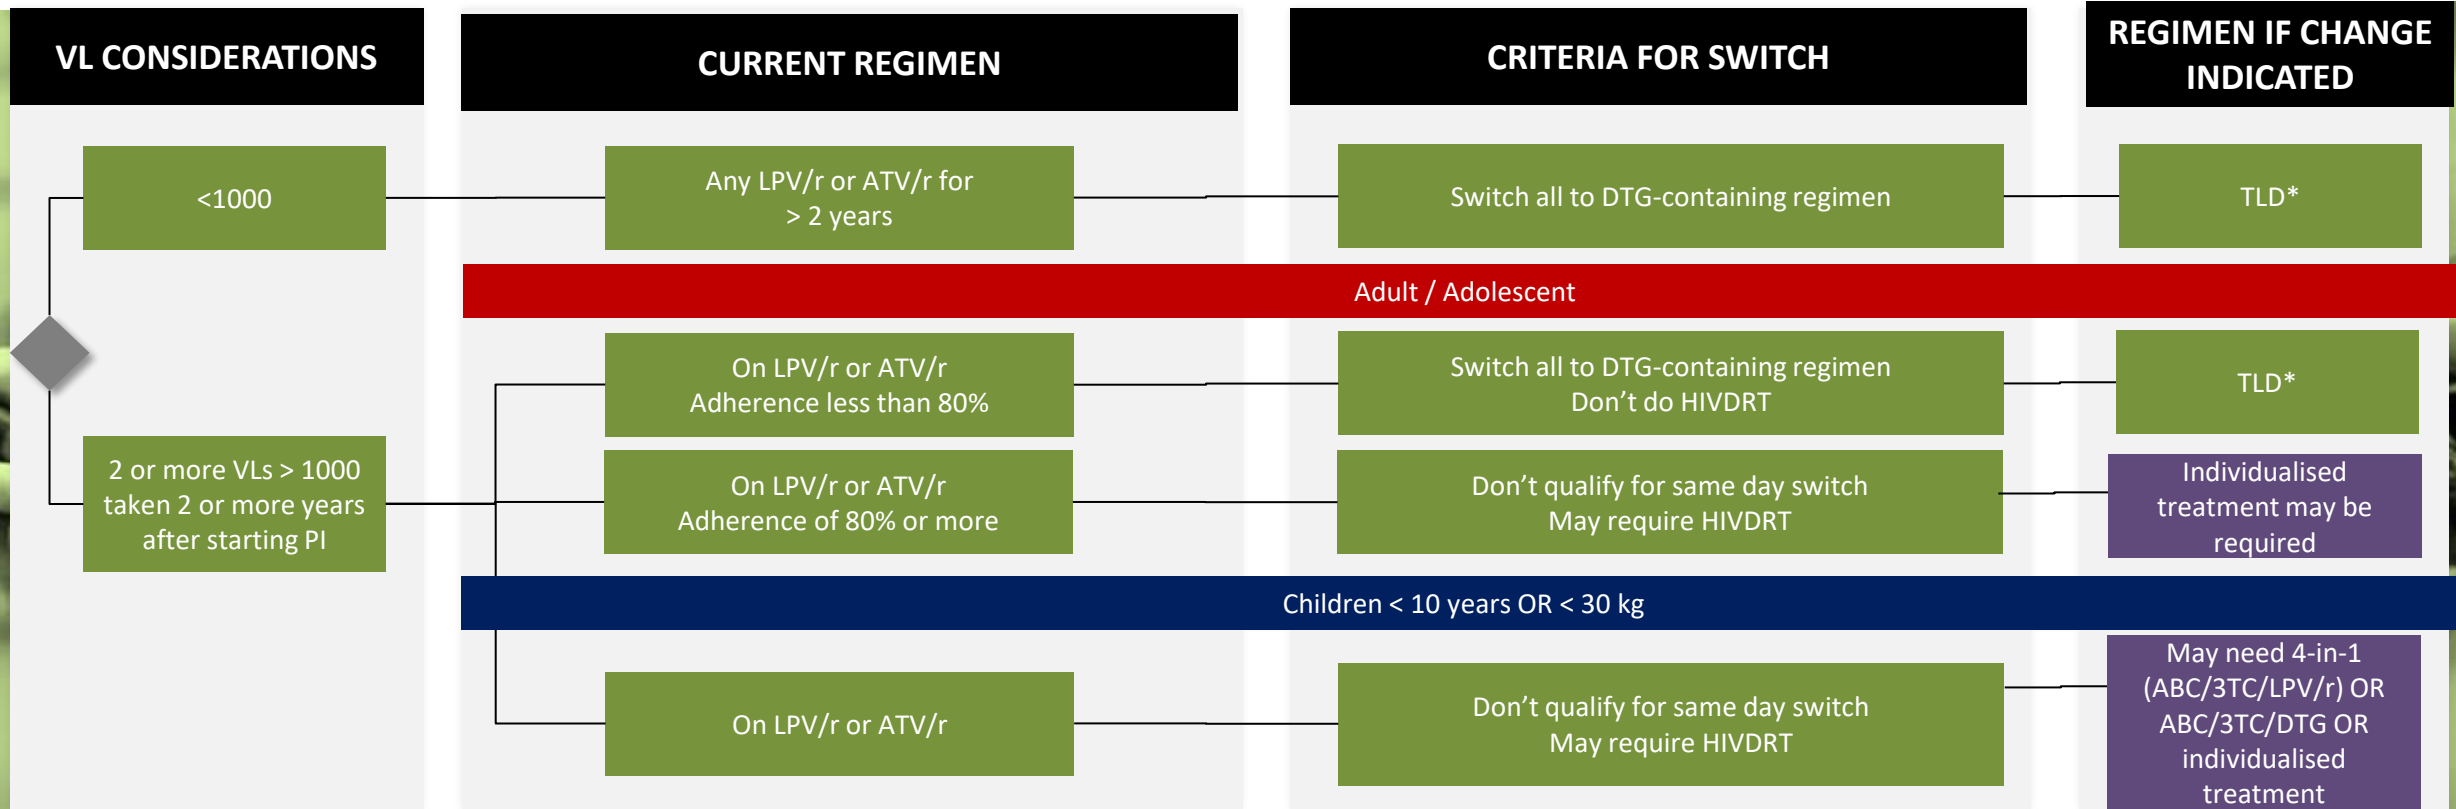 VL CONSIDERATIONS
CURRENT REGIMEN
CRITERIA FOR SWITCH
REGIMEN IF CHANGE
INDICATED
<1000
Any LPV/r or ATV/r for
> 2 years
Switch all to DTG-containing regimen
TLD*
Adult / Adolescent
2 or more VLs > 1000
taken 2 or more years
after starting PI
On LPV/r or ATV/r
Adherence less than 80%
Switch all to DTG-containing regimen
Don't do HIVDRT
TLD*
On LPV/r or ATV/r
Adherence of 80% or more
Don't qualify for same day switch
May require HIVDRT
Individualised
treatment may be
required
Children < 10 years OR < 30 kg
On LPV/r or ATV/r
Don't qualify for same day switch
May require HIVDRT
May need 4-in-1
(ABC/3TC/LPV/r) OR
ABC/3TC/DTG OR
individualised
treatment